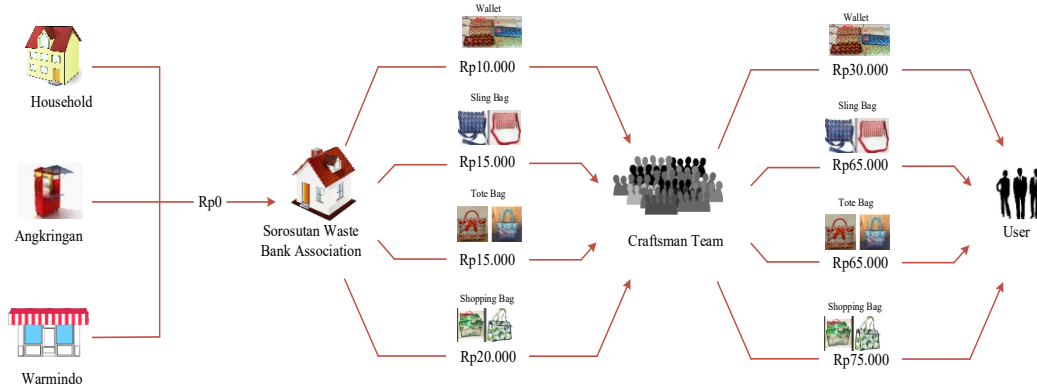 Household
Angkringan
Warmindo
Rp0
Sorosutan Waste
Bank Association
Wallet
Rp10.000
Sling Bag
Rp15.000
Tote Bag
Rp15.000
Shopping Bag
Rp20.000
Craftsman Team
Wallet
Rp30.000
Sling Bag
Rp65.000
Tote Bag
Rp65.000
Shopping Bag
Rp75.000
User